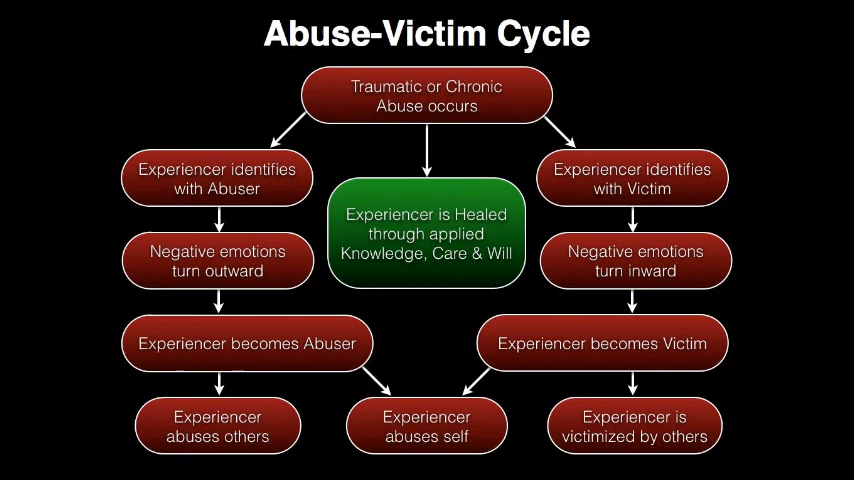 Abuse-Victim Cycle
Traumatic or Chronic
Abuse occurs
Experiencer identifies
with Abuser
Experiencer is Healed
through applied
Knowledge, Care & Will
Experiencer identifies
with Victim
Negative emotions
turn outward
Negative emotions
turn inward
Experiencer becomes Abuser
Experiencer becomes Victim
Experiencer
abuses others
Experiencer
abuses self
Experiencer is
victimized by others